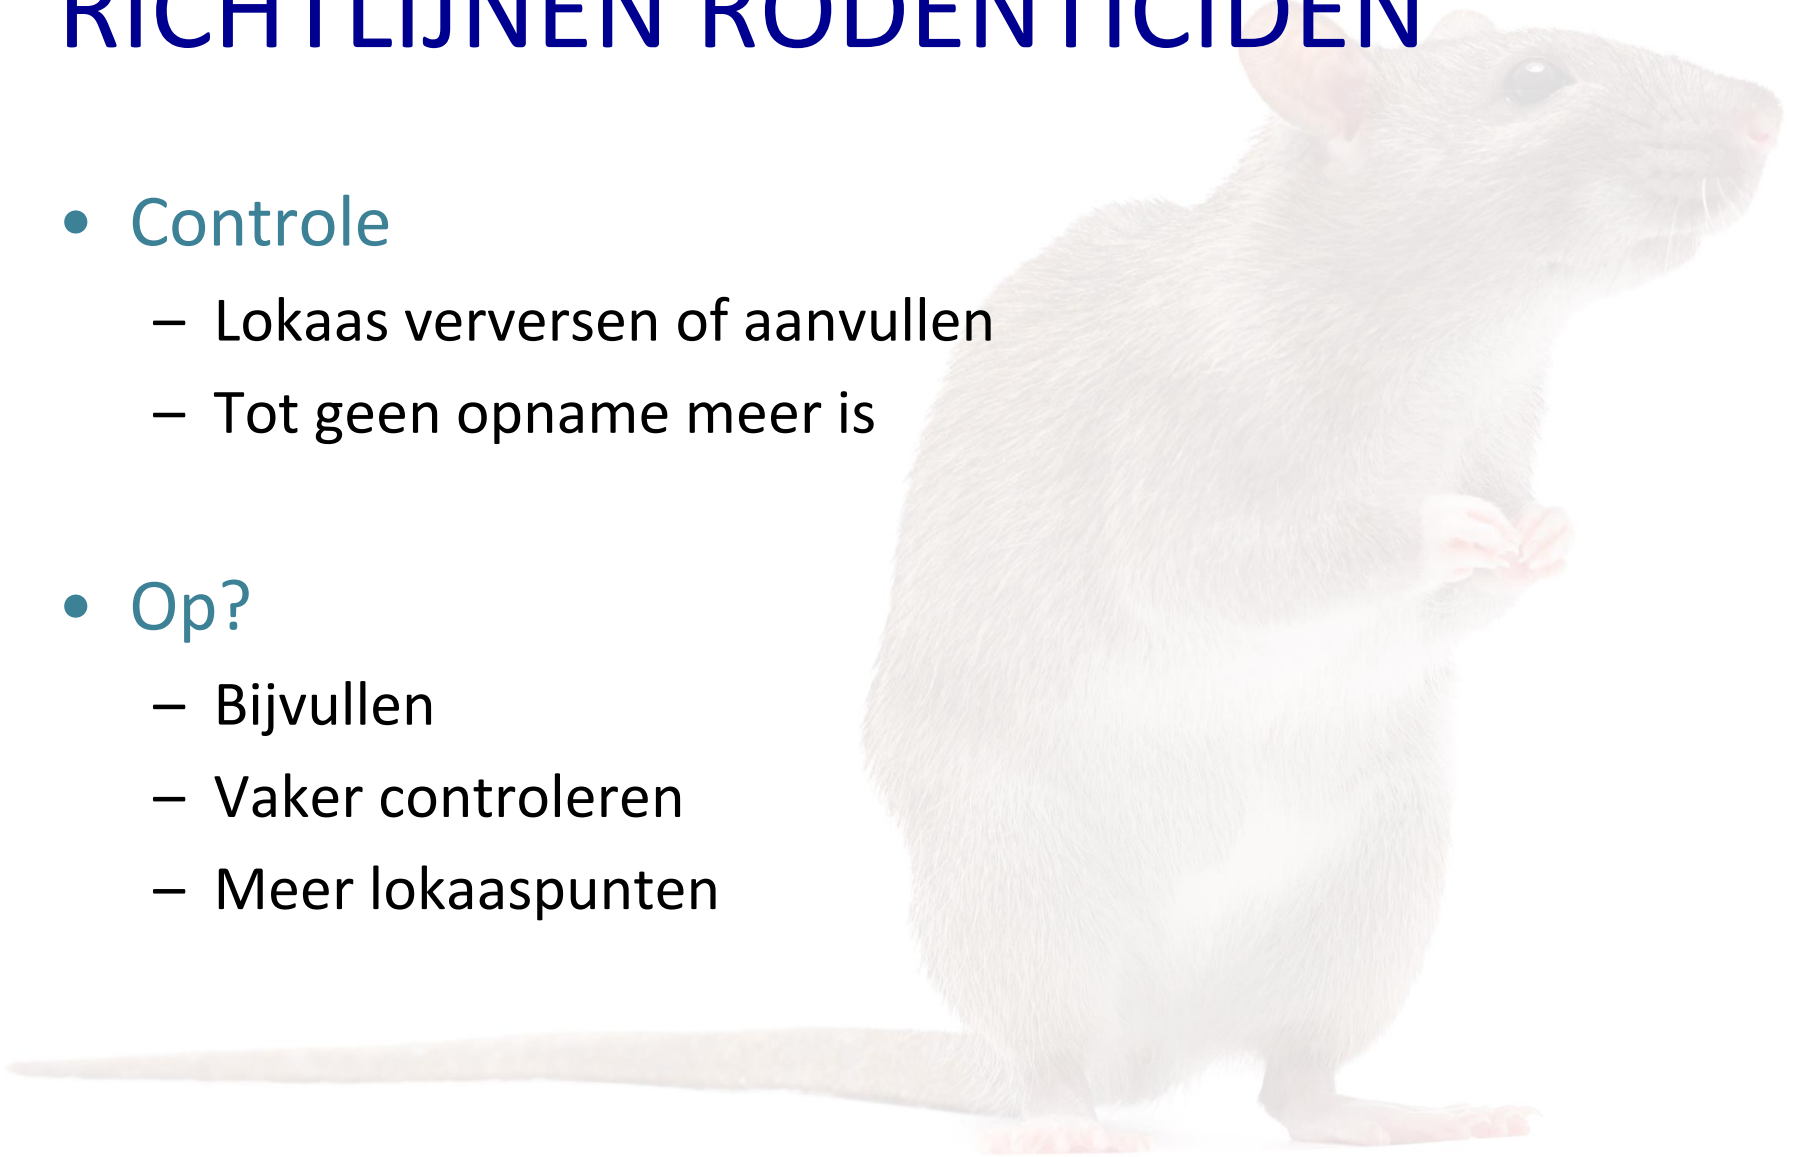 RICHTLIJNEN RODENTICIDEN
• Controle
– Lokaas verversen of aanvullen
– Tot geen opname meer is
• Op?
– Bijvullen
– Vaker controleren
– Meer lokaaspunten